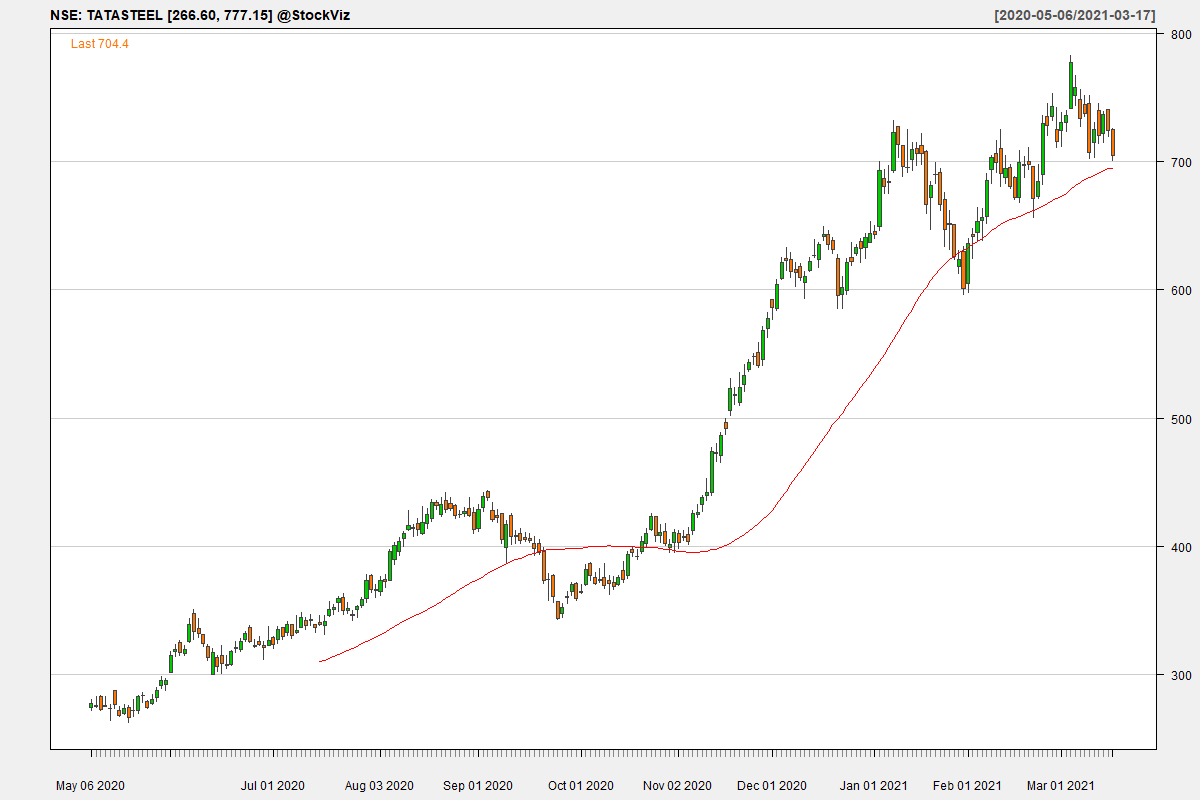 NSE: TATASTEEL [266.60, 777.15] @StockViz
[2020-05-06/2021-03-17]
Last 704.4
800
700
600
500
400
300
May 06 2020 Jul 01 2020 Aug 03 2020 Sep 01 2020 Oct 01 2020 Nov 02 2020 Dec 01 2020 Jan 01 2021 Feb 01 2021 Mar 01 2021